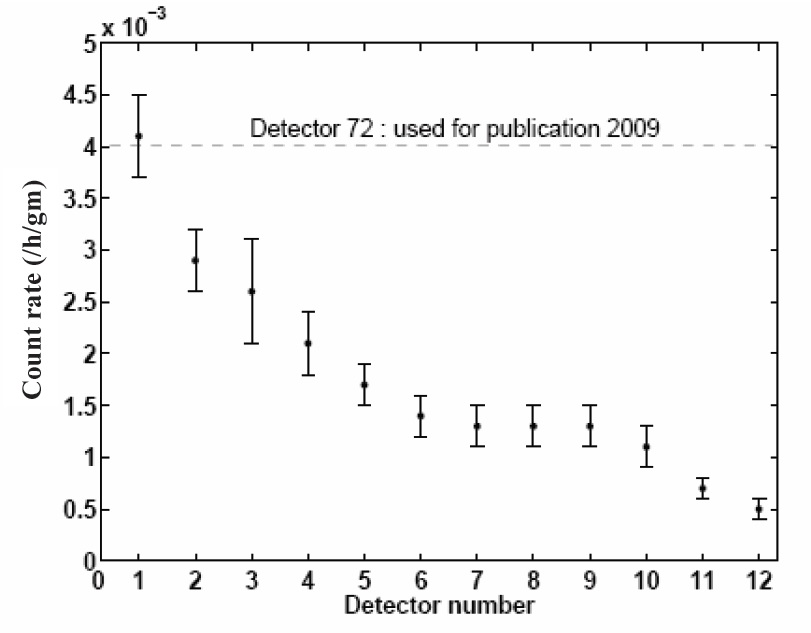 x 10⁻³
5
4.5
Detector 72 : used for publication 2009
4
3.5
3
2.5
2
1.5
1
0.5
0
Count rate (/h/gm)
0 1 2 3 4 5 6 7 8 9 10 11 12
Detector number